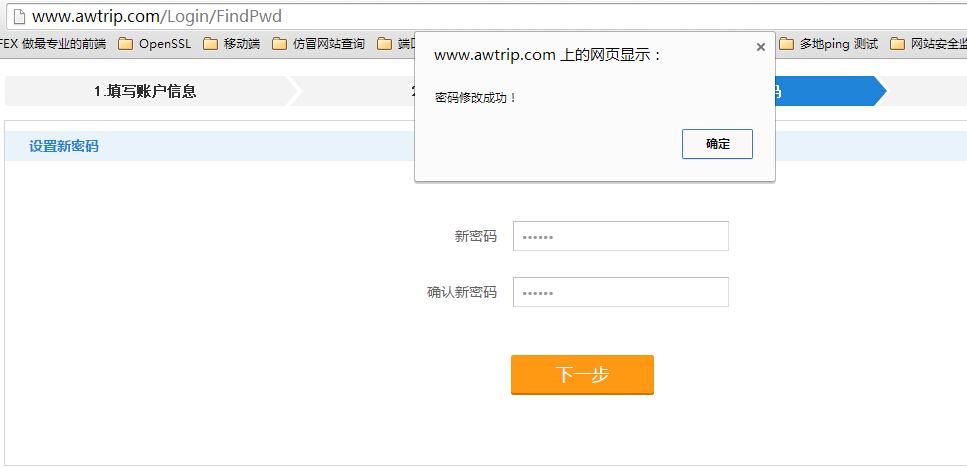 www.awtrip.com/Login/FindPwd
FEX 做最专业的前端 OpenSSL 移动端 仿冒网站查询 端口 多地ping 测试 网站安全监
www.awtrip.com 上的网页显示：
密码修改成功！
确定
1.填写账户信息 2 码
设置新密码
新密码 ••••••
确认新密码 ••••••
下一步